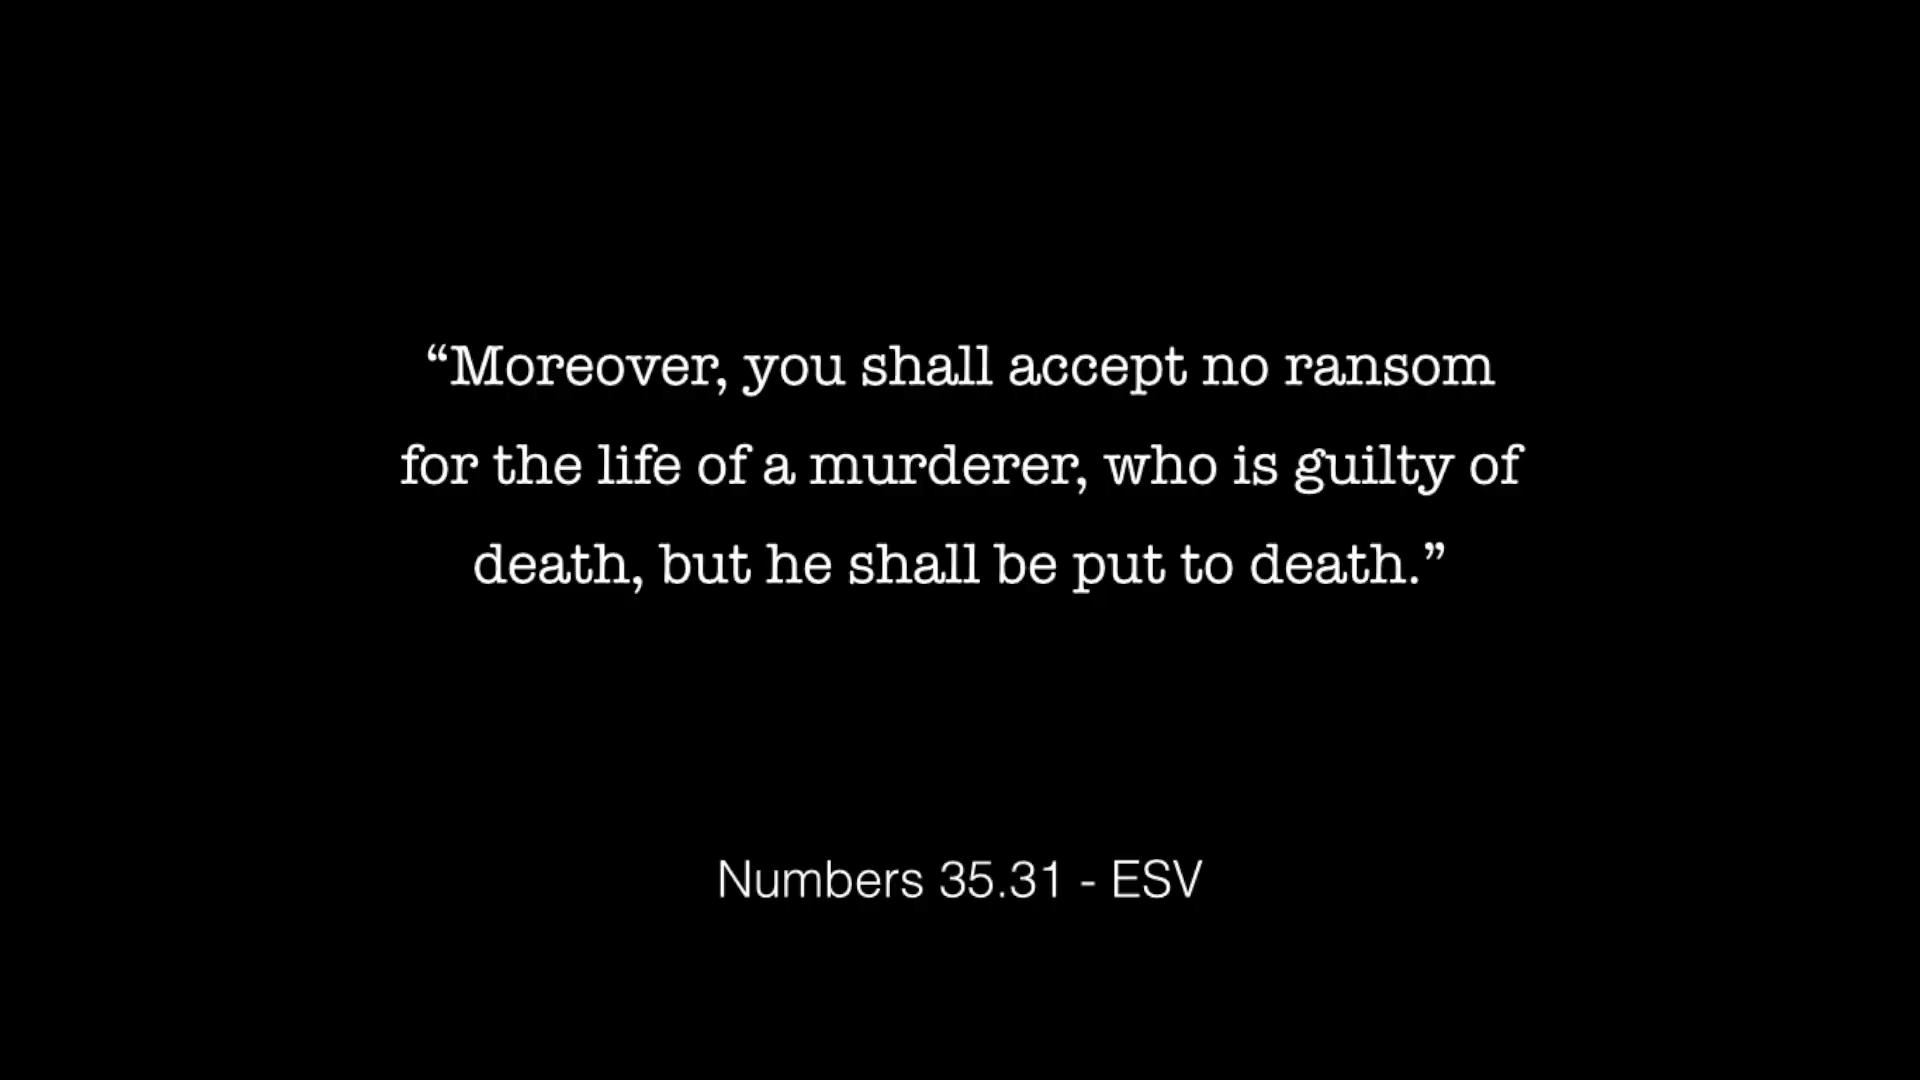 “Moreover, you shall accept no ransom
for the life of a murderer, who is guilty of
death, but he shall be put to death.”
Numbers 35.31 - ESV